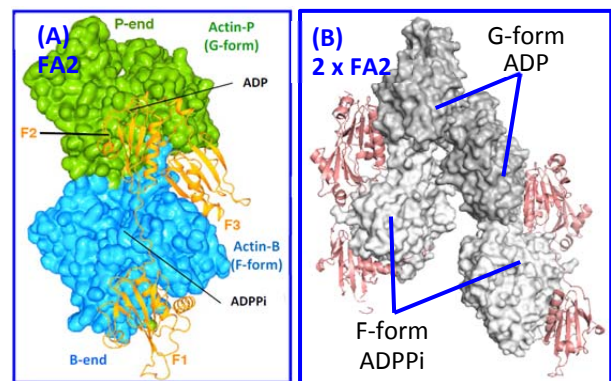 (A)
FA2
P-end
Actin-P
(G-form)
ADP
F2
F3
Actin-B
(F-form)
ADPPi
B-end
F1
(B)
2 x FA2
G-form
ADP
F-form
ADPPi